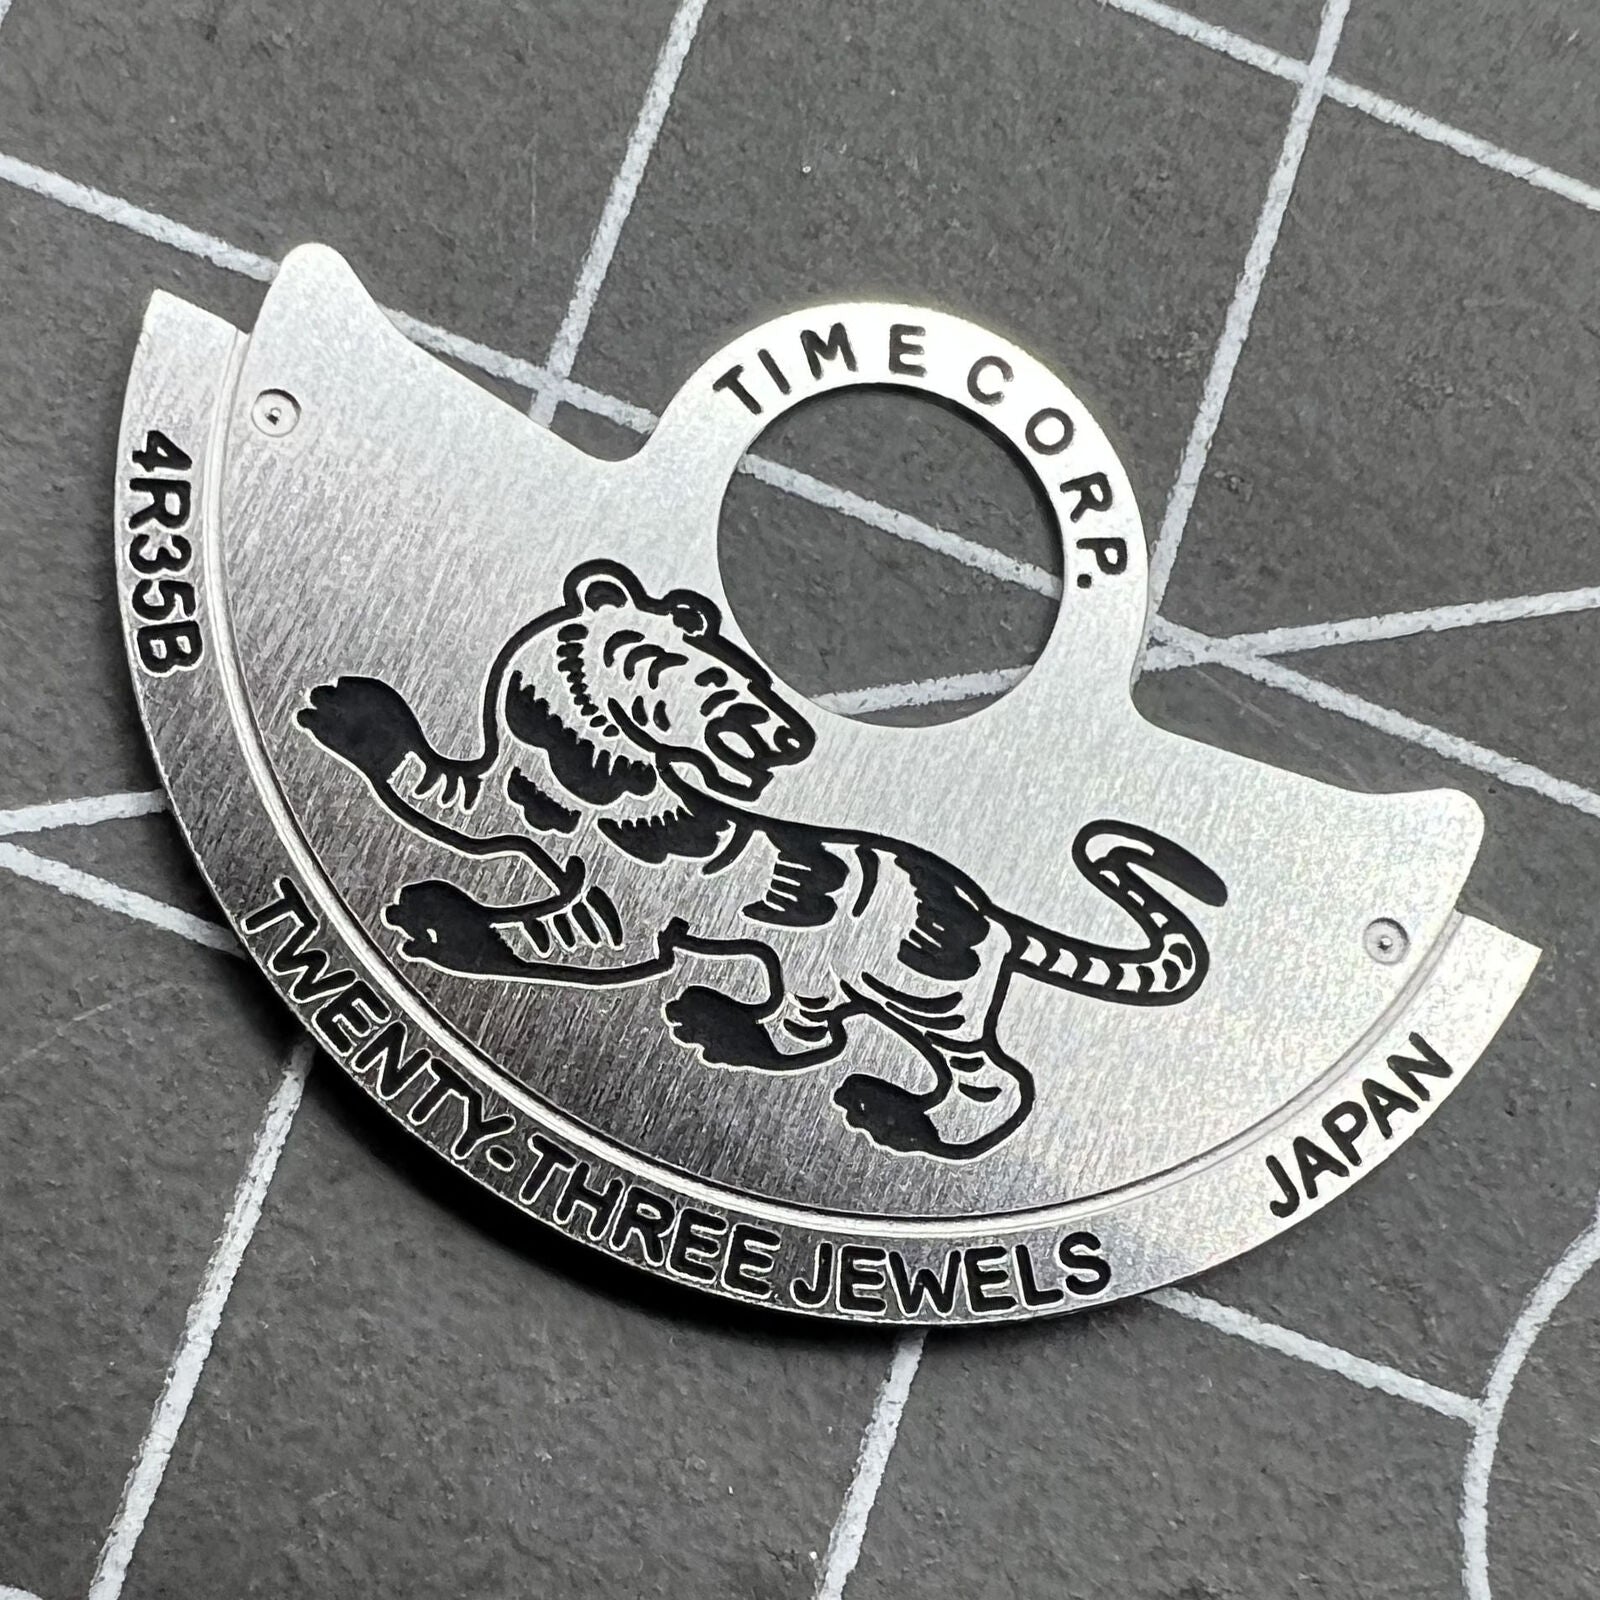 TIME CORP.
4R35B
TWENTY-THREE JEWELS
JAPAN